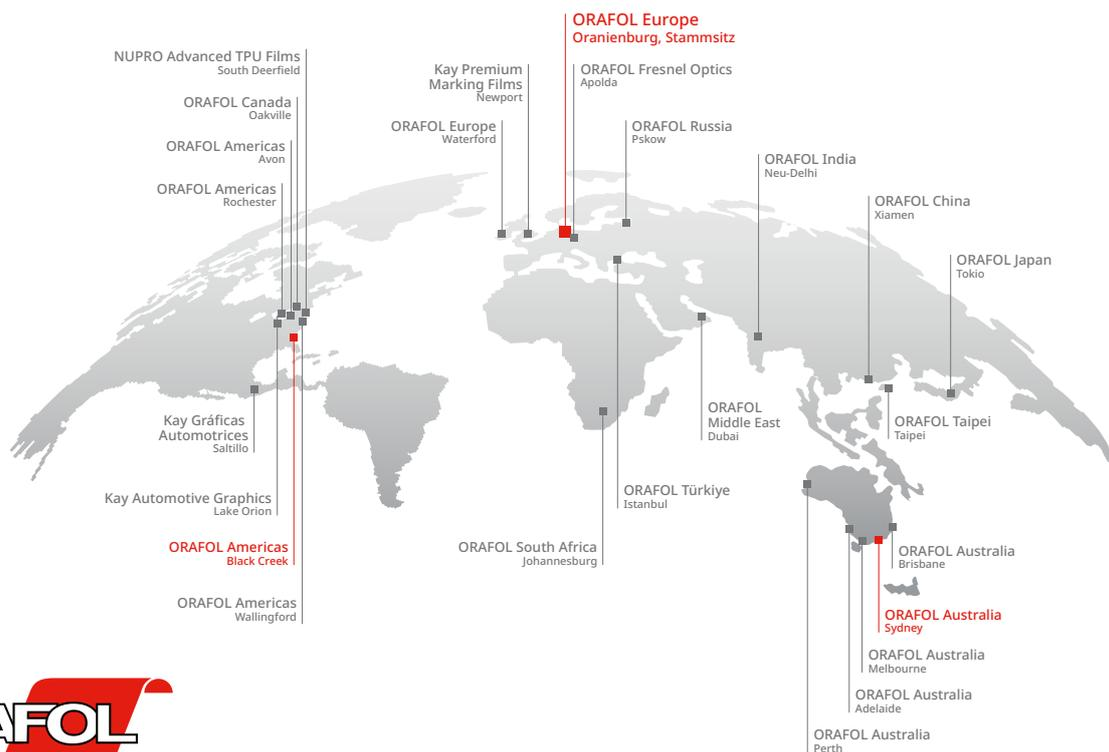 ORAFOL Europe
Oranienburg, Stammsitz
NUPRO Advanced TPU Films
South Deerfield
Kay Premium
Marking Films
Newport
ORAFOL Fresnel Optics
Apolda
ORAFOL Canada
Oakville
ORAFOL Europe
Waterford
ORAFOL Russia
Pskow
ORAFOL Americas
Avon
ORAFOL India
Neu-Delhi
ORAFOL Americas
Rochester
ORAFOL China
Xiamen
ORAFOL Japan
Tokio
Kay Gráficas
Automotrices
Saltillo
ORAFOL
Middle East
Dubai
ORAFOL Taipei
Taipei
Kay Automotive Graphics
Lake Orion
ORAFOL Türkiye
Istanbul
ORAFOL Americas
Black Creek
ORAFOL South Africa
Johannesburg
ORAFOL Australia
Brisbane
ORAFOL Americas
Wallingford
ORAFOL Australia
Sydney
ORAFOL Australia
Melbourne
ORAFOL Australia
Adelaide
AFOL
ORAFOL Australia
Perth